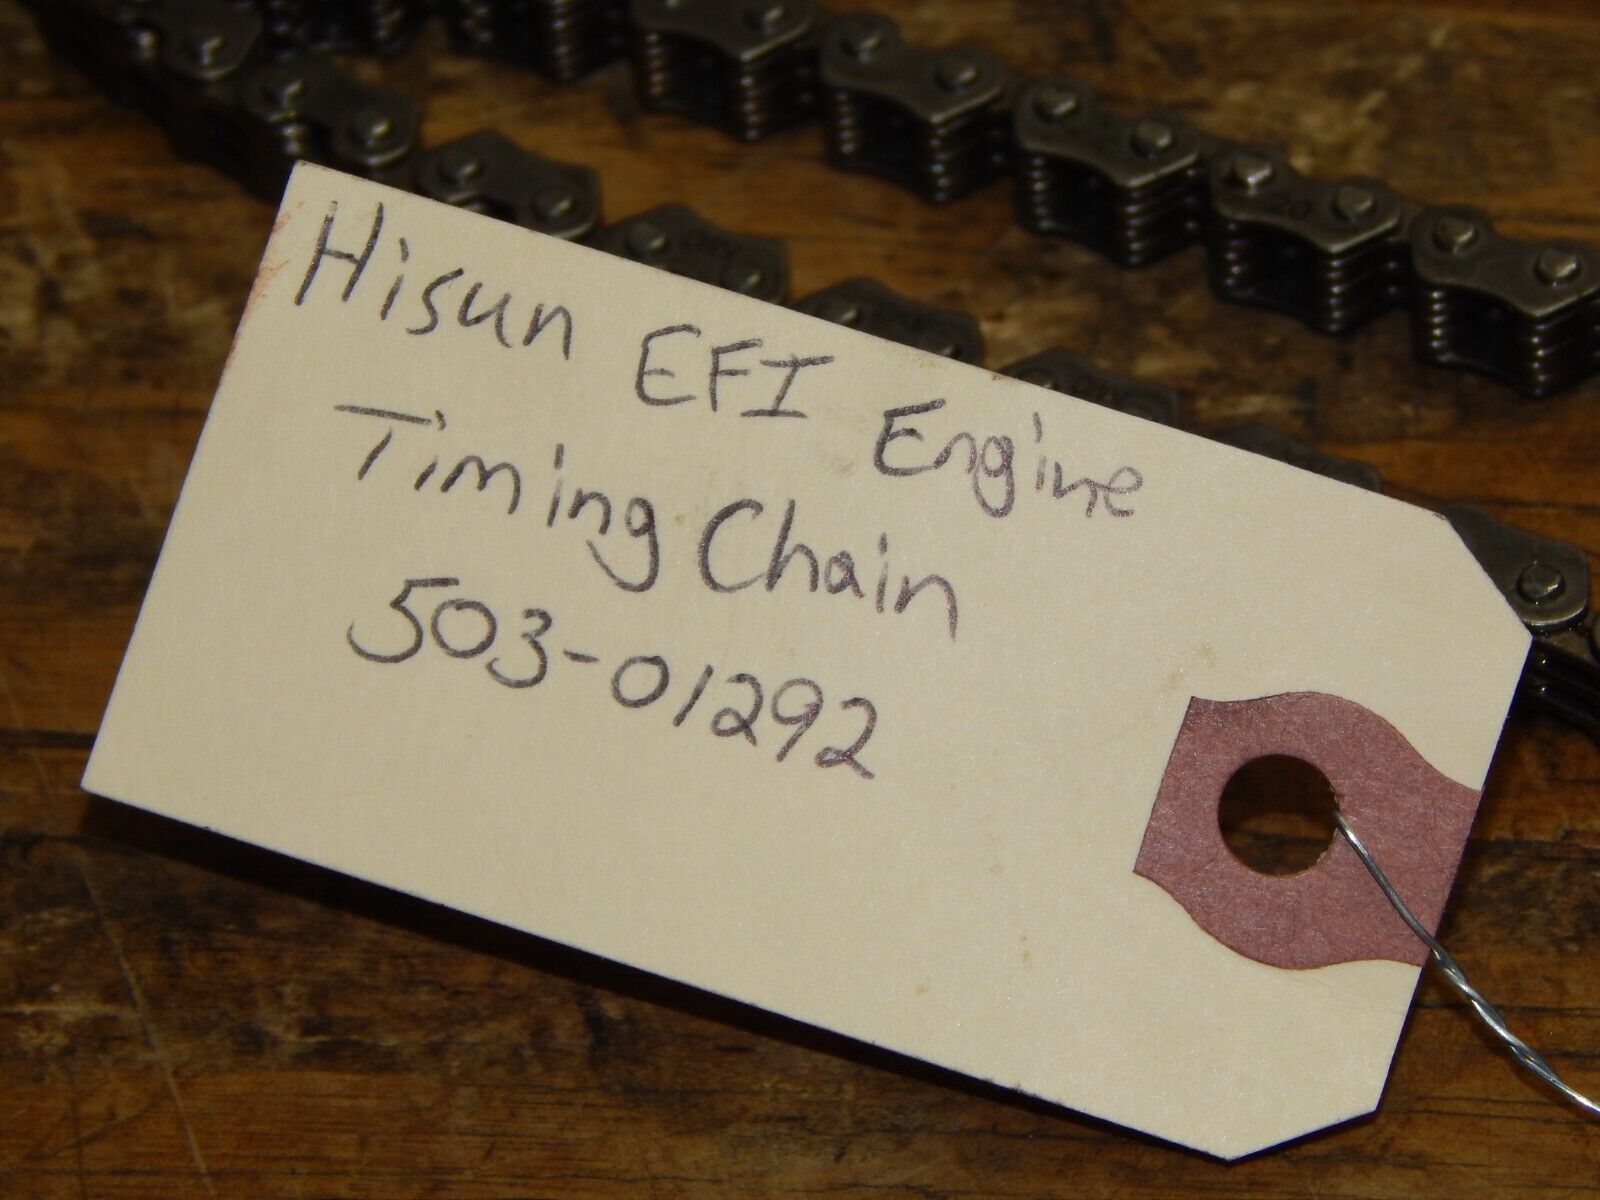 Hisun EFI Engine
Timing Chain
503-01292